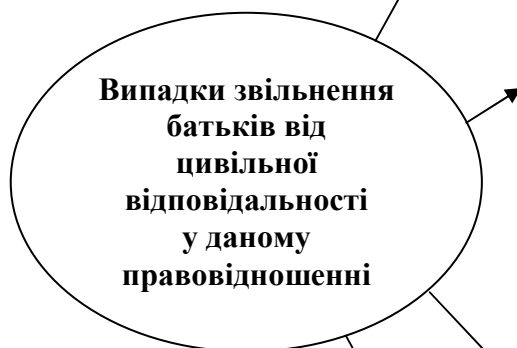 Випадки звільнення
батьків від
цивільної
відповідальності
у даному
правовідношенні